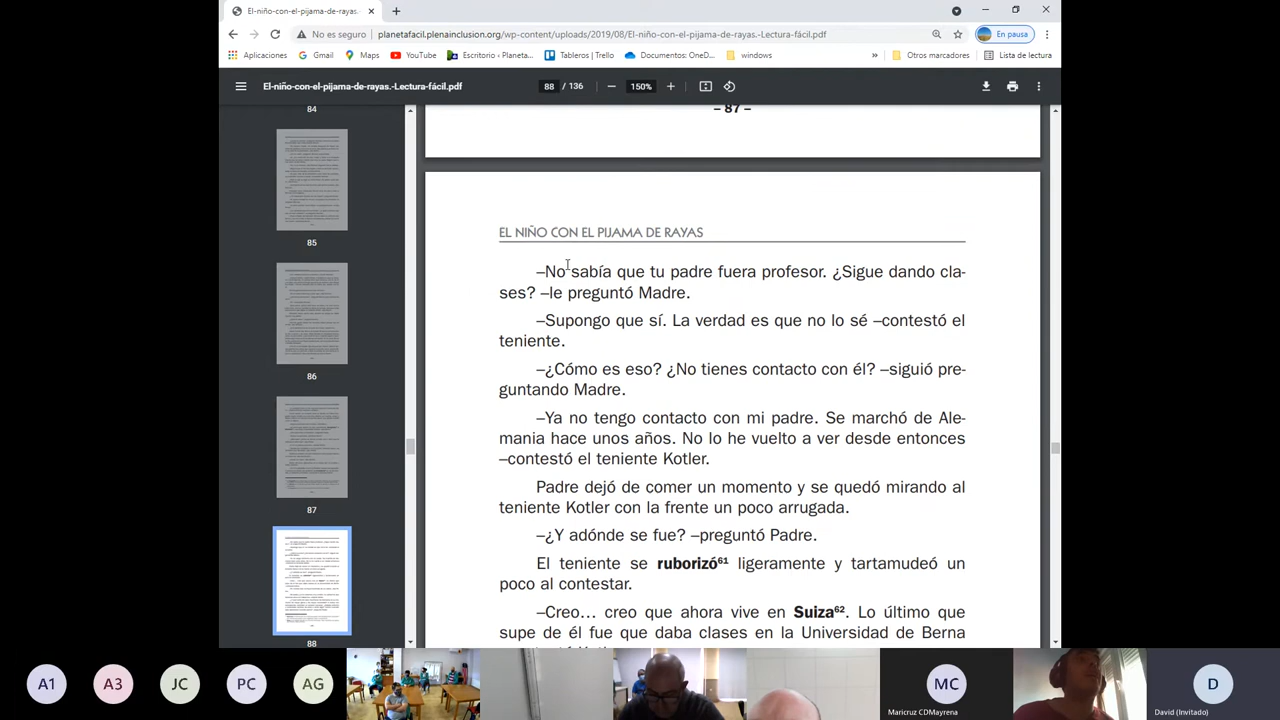 El-niño-con-el-pijama-de-rayas.-
No es seguro
planetafacil.plenainclusion.org/wp-content/uploads/2019/08/El-niño-con-el-pijama-de-rayas.-Lectura-fácil.pdf
En pausa
Aplicaciones
Gmail
YouTube
Escritorio - Planeta...
Tableros | Trello
Documentos: OneD...
windows
»
Otros marcadores
Lista de lectura
El-niño-con-el-pijama-de-rayas.-Lectura-fácil.pdf
88 / 136
150%
84
85
86
87
88
– 87 –
EL NIÑO CON EL PIJAMA DE RAYAS
–No sabía que tu padre fuera profesor. ¿Sigue dando cla-
ses? –le preguntó Madre.
–Supongo que sí. La verdad es que no lo sé –contestó el
teniente.
–¿Cómo es eso? ¿No tienes contacto con él? –siguió pre-
guntando Madre.
–Ya no tengo contacto con mi padre. Se marchó de Ale-
mania hace unos años. No lo he vuelto a ver desde entonces
–contestó el teniente Kotler.
Padre dejó de comer un momento y se quedó mirando al
teniente Kotler con la frente un poco arrugada.
–¿Y adónde se fue? –preguntó Padre.
El teniente se ruborizó⁶¹ ligeramente y tartamudeó un
poco al hablar.
creo que ahora Suiza⁶². Lo último que
supe de él fue que daba clases en la Universidad de Berna
A1
A3
JC
PC
AG
MC
D
Maricruz CDMayrena
David (Invitado)